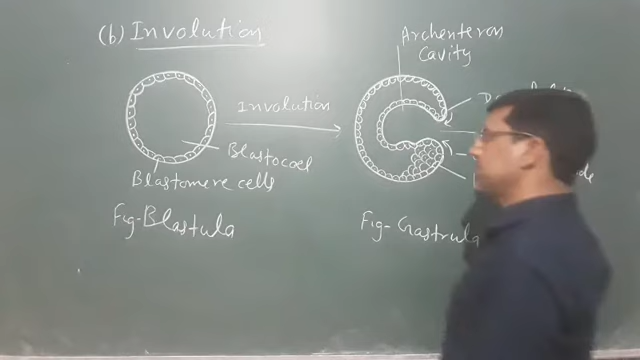 (b) Involution
Archenteron
Cavity
Involution
Blastocoel
Blastomere cells
Fig-Blastula
Fig- Gastrula